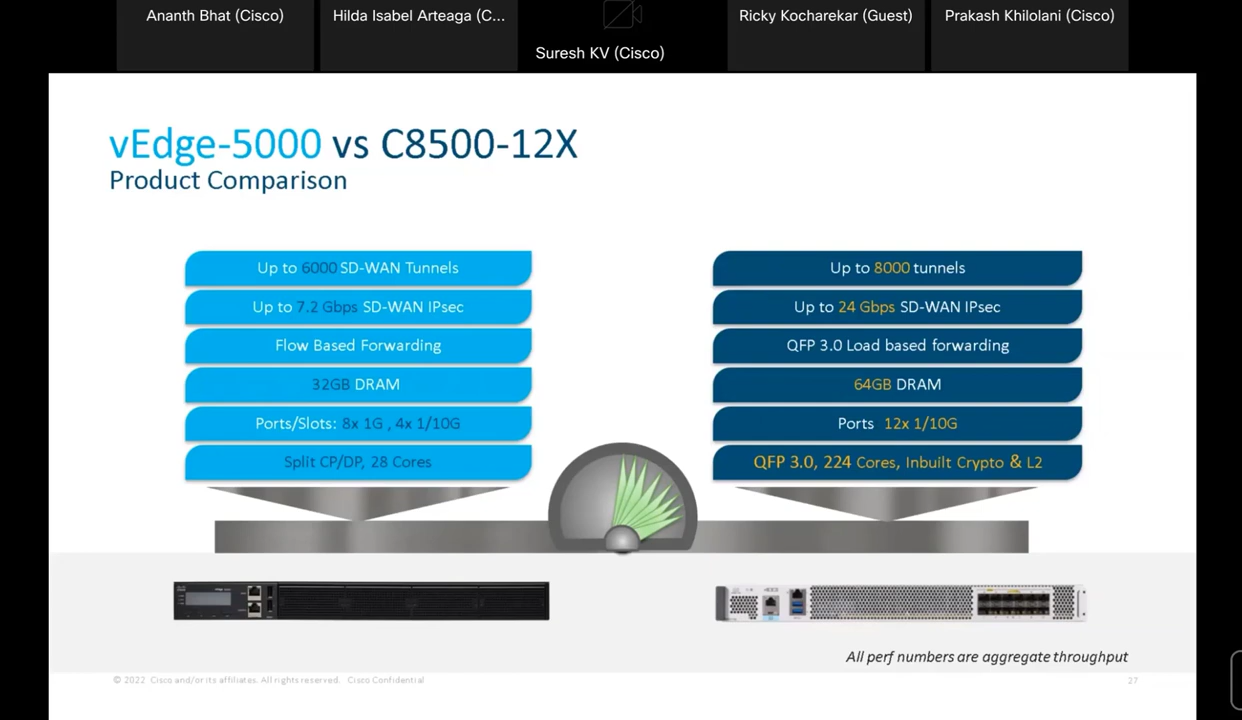 Ananth Bhat (Cisco)
Hilda Isabel Arteaga (C...
Suresh KV (Cisco)
Ricky Kocharekar (Guest)
Prakash Khilolani (Cisco)
vEdge-5000 vs C8500-12X
Product Comparison
Up to 6000 SD-WAN Tunnels
Up to 7.2 Gbps SD-WAN IPsec
Flow Based Forwarding
32GB DRAM
Ports/Slots: 8x 1G , 4x 1/10G
Split CP/DP, 28 Cores
Up to 8000 tunnels
Up to 24 Gbps SD-WAN IPsec
QFP 3.0 Load based forwarding
64GB DRAM
Ports 12x 1/10G
QFP 3.0, 224 Cores, Inbuilt Crypto & L2
All perf numbers are aggregate throughput
© 2022 Cisco and/or its affiliates. All rights reserved. Cisco Confidential
27